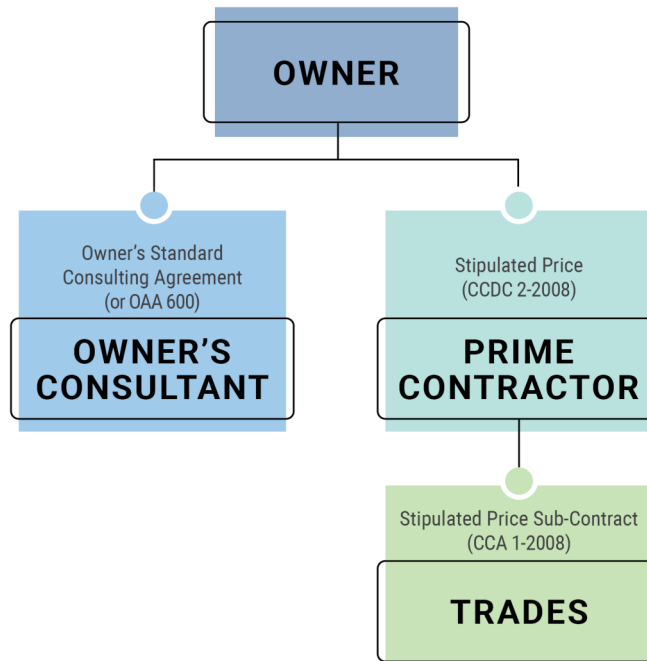 OWNER
Owner’s Standard
Consulting Agreement
(or OAA 600)
OWNER’S
CONSULTANT
Stipulated Price
(CCDC 2-2008)
PRIME
CONTRACTOR
Stipulated Price Sub-Contract
(CCA 1-2008)
TRADES